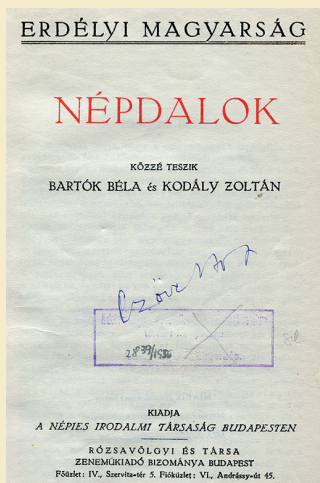 ERDÉLYI MAGYARSÁG
NÉPDALOK
KÖZZÉ TESZIK
BARTÓK BÉLA és KODÁLY ZOLTÁN
2839/1956
KIADJA
A NÉPIES IRODALMI TÁRSASÁG BUDAPESTEN
RÓZSAVÖLGYI ÉS TÁRSA
ZENEMŰKIADÓ BIZOMÁNYA BUDAPEST
Főüzlet: IV., Szervita-tér 5. Fióküzlet: VI., Andrássy-út 45.